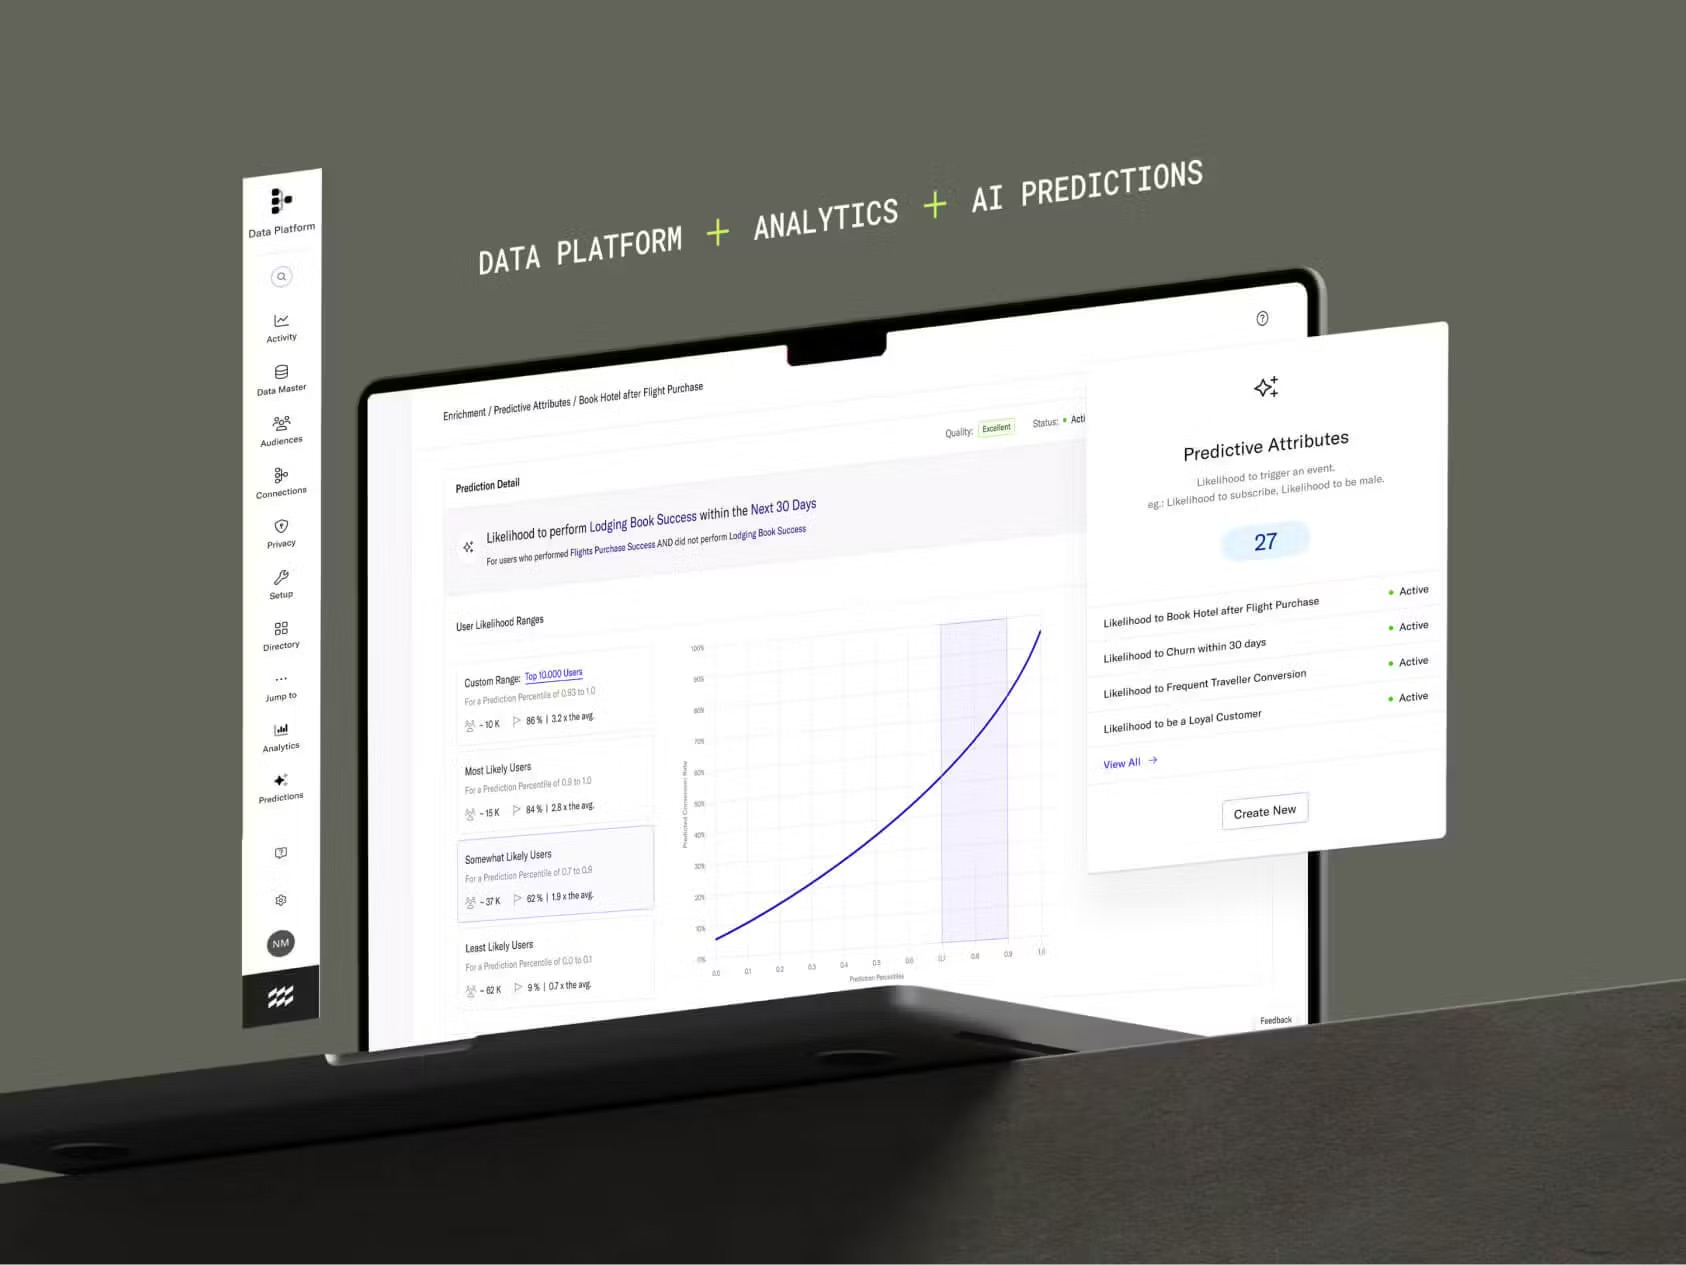 Data Platform
Activity
Data Master
Audiences
Connections
Privacy
Setup
Directory
Jump to
Analytics
Predictions
NM
DATA PLATFORM + ANALYTICS + AI PREDICTIONS
Enrichment / Predictive Attributes / Book Hotel after Flight Purchase
Quality: Excellent Status: Acti
Prediction Detail
Likelihood to perform Lodging Book Success within the Next 30 Days
For users who performed Flights Purchase Success AND did not perform Lodging Book Success
User Likelihood Ranges
Custom Range: Top 10.000 Users
For a Prediction Percentile of 0.93 to 1.0
~ 10 K 86 % | 3.2 x the avg.
Most Likely Users
For a Prediction Percentile of 0.9 to 1.0
~ 15 K 84 % | 2.8 x the avg.
Somewhat Likely Users
For a Prediction Percentile of 0.7 to 0.9
~ 37 K 62 % | 1.9 x the avg.
Least Likely Users
For a Prediction Percentile of 0.0 to 0.1
~ 62 K 9 % | 0.7 x the avg.
Predicted Conversion Rate
100%
90%
80%
70%
60%
50%
40%
30%
20%
10%
0%
0.0 0.1 0.2 0.3 0.4 0.5 0.6 0.7 0.8 0.9 1.0
Prediction Percentiles
Feedback
Predictive Attributes
Likelihood to trigger an event.
eg.: Likelihood to subscribe, Likelihood to be male.
27
Likelihood to Book Hotel after Flight Purchase Active
Likelihood to Churn within 30 days Active
Likelihood to Frequent Traveller Conversion Active
Likelihood to be a Loyal Customer Active
View All →
Create New